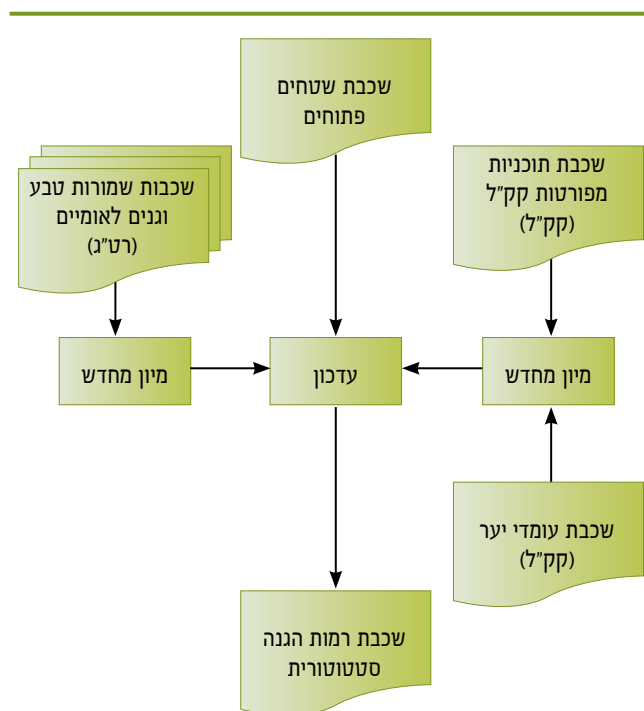 שכבת שטחים
פתוחים
שכבת תוכניות
מפורטות קק"ל
(קק"ל)
שכבות שמורות טבע
וגנים לאומיים
(רט"ג)
מיון מחדש
עדכון
מיון מחדש
שכבת עומדי יער
(קק"ל)
שכבת רמות הגנה
סטטוטורית